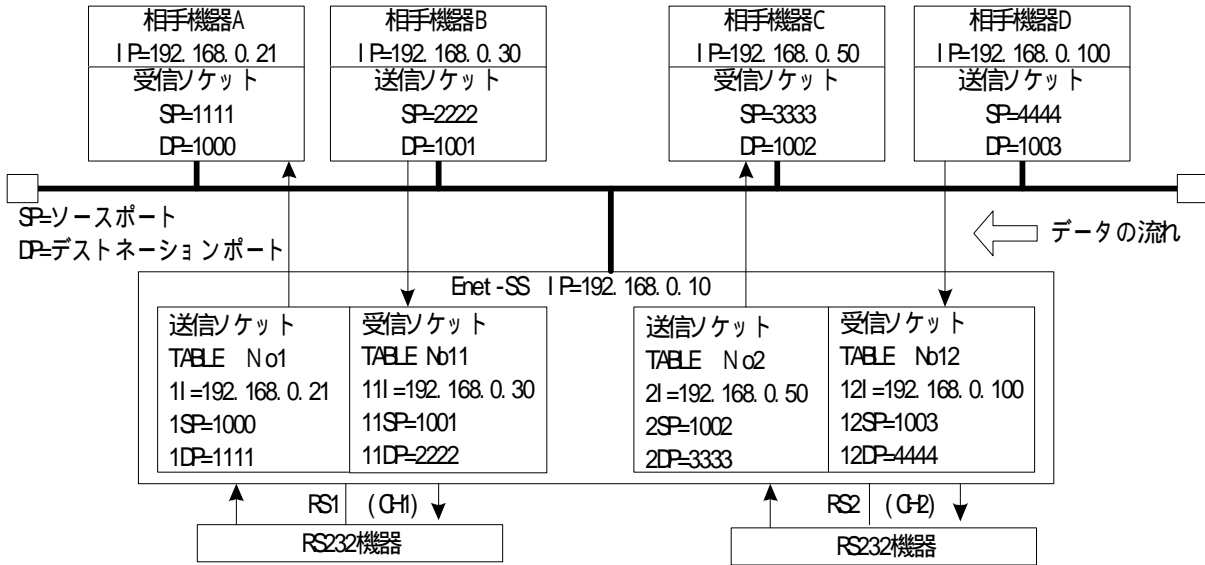 相手機器A
IP=192.168.0.21
受信ソケット
SP=1111
DP=1000
相手機器B
IP=192.168.0.30
送信ソケット
SP=2222
DP=1001
相手機器C
IP=192.168.0.50
受信ソケット
SP=3333
DP=1002
相手機器D
IP=192.168.0.100
送信ソケット
SP=4444
DP=1003
SP=ソースポート
DP=デストネーションポート
データの流れ
Enet-SS IP=192.168.0.10
送信ソケット
TABLE No1
1I=192.168.0.21
1SP=1000
1DP=1111
受信ソケット
TABLE No11
11I=192.168.0.30
11SP=1001
11DP=2222
送信ソケット
TABLE No2
2I=192.168.0.50
2SP=1002
2DP=3333
受信ソケット
TABLE No12
12I=192.168.0.100
12SP=1003
12DP=4444
RS1 (CH1)
RS2 (CH2)
RS232機器
RS232機器